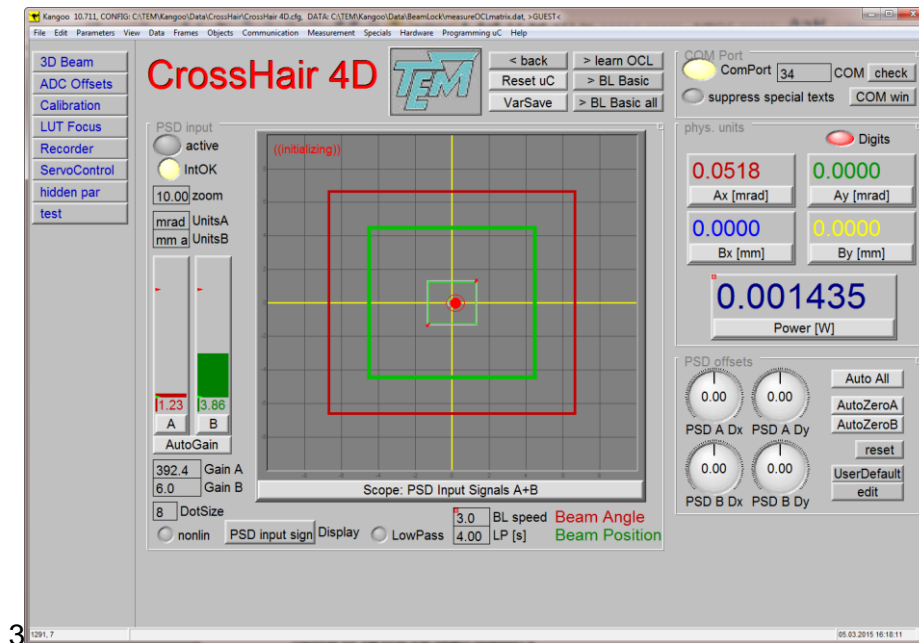 Kangoo 10.711, CONFIG: C:\TEM\Kangoo\Data\CrossHair\CrossHair 4D.cfg, DATA: C:\TEM\Kangoo\Data\BeamLock\measureOCLmatrix.dat, >GUEST<
File Edit Parameters View Data Frames Objects Communication Measurement Specials Hardware Programming uC Help
3D Beam
ADC Offsets
Calibration
LUT Focus
Recorder
ServoControl
hidden par
test
CrossHair 4D
TEM
< back > learn OCL
Reset uC > BL Basic
VarSave > BL Basic all
COM Port
ComPort 34 COM check
suppress special texts COM win
PSD input
active
IntOK
10.00 zoom
mrad UnitsA
mm a UnitsB
1.23 3.86
A B
AutoGain
392.4 Gain A
6.0 Gain B
8 DotSize
nonlin PSD input sign Display LowPass
((initializing))
Scope: PSD Input Signals A+B
3.0 BL speed Beam Angle
4.00 LP [s] Beam Position
phys. units
Digits
0.0518 0.0000
Ax [mrad] Ay [mrad]
0.0000 0.0000
Bx [mm] By [mm]
0.001435
Power [W]
PSD offsets
0.00 0.00
PSD A Dx PSD A Dy
0.00 0.00
PSD B Dx PSD B Dy
Auto All
AutoZeroA
AutoZeroB
reset
UserDefault
edit
3
1291, 7
05.03.2015 16:18:11